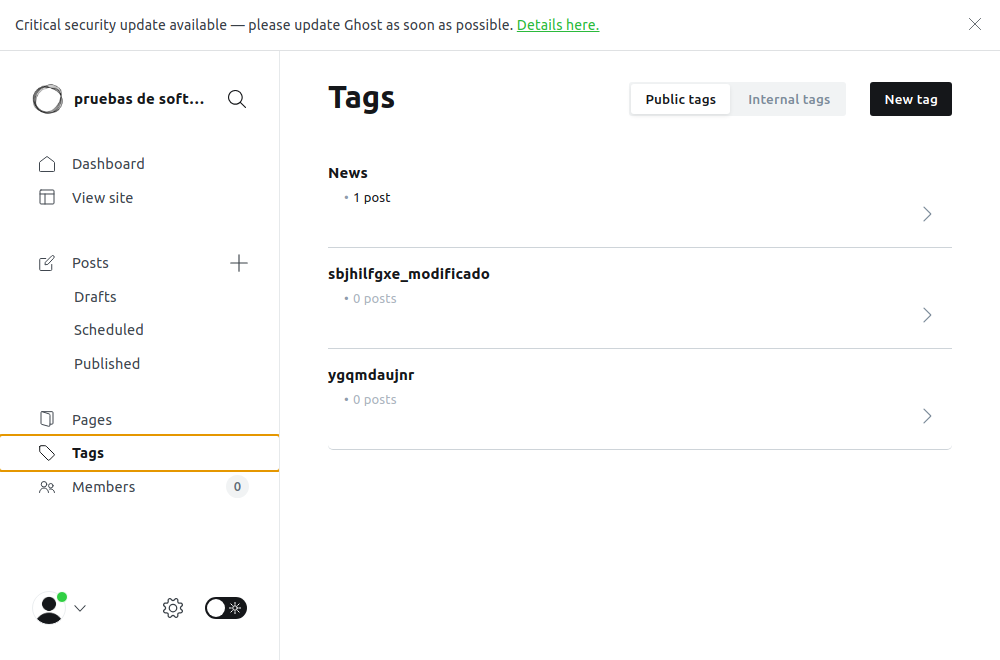 Critical security update available — please update Ghost as soon as possible. Details here.
pruebas de soft...
Dashboard
View site
Posts
Drafts
Scheduled
Published
Pages
Tags
Members 0
Tags
Public tags
Internal tags
New tag
News
• 1 post
sbjhilfgxe_modificado
• 0 posts
ygqmdaujnr
• 0 posts